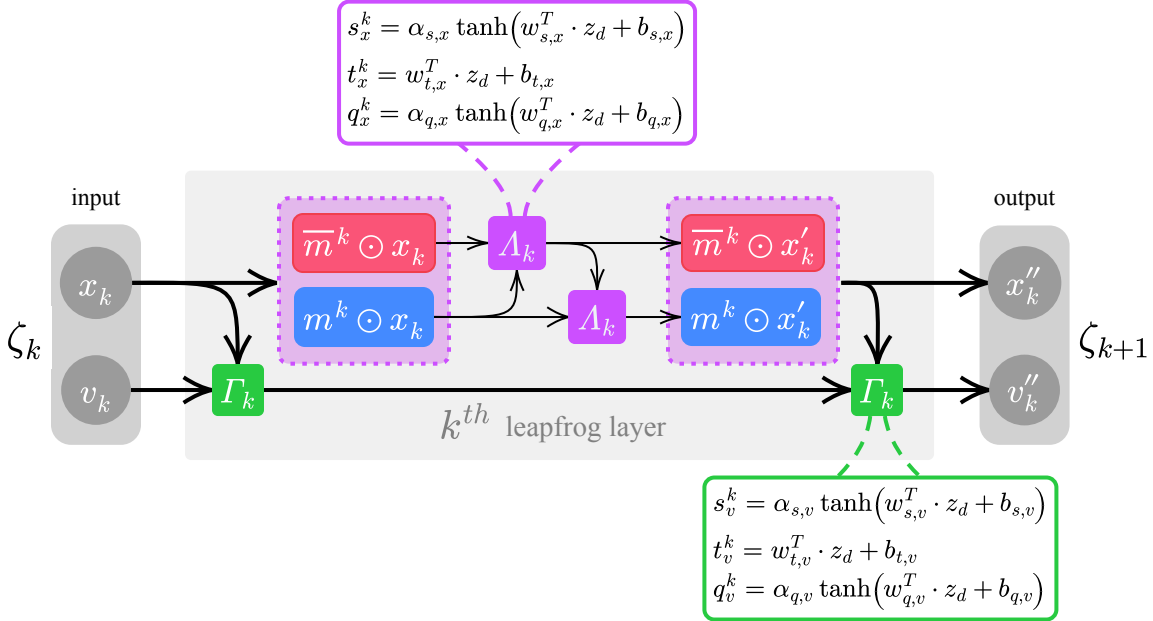 s_x^k = α_{s,x} tanh(w_{s,x}^T · z_d + b_{s,x})
t_x^k = w_{t,x}^T · z_d + b_{t,x}
q_x^k = α_{q,x} tanh(w_{q,x}^T · z_d + b_{q,x})
input
output
m̅^k ⊙ x_k
Λ_k
m̅^k ⊙ x′_k
x_k
x″_k
m^k ⊙ x_k
Λ_k
m^k ⊙ x′_k
ζ_k
ζ_{k+1}
v_k
Γ_k
Γ_k
v″_k
k^{th} leapfrog layer
s_v^k = α_{s,v} tanh(w_{s,v}^T · z_d + b_{s,v})
t_v^k = w_{t,v}^T · z_d + b_{t,v}
q_v^k = α_{q,v} tanh(w_{q,v}^T · z_d + b_{q,v})